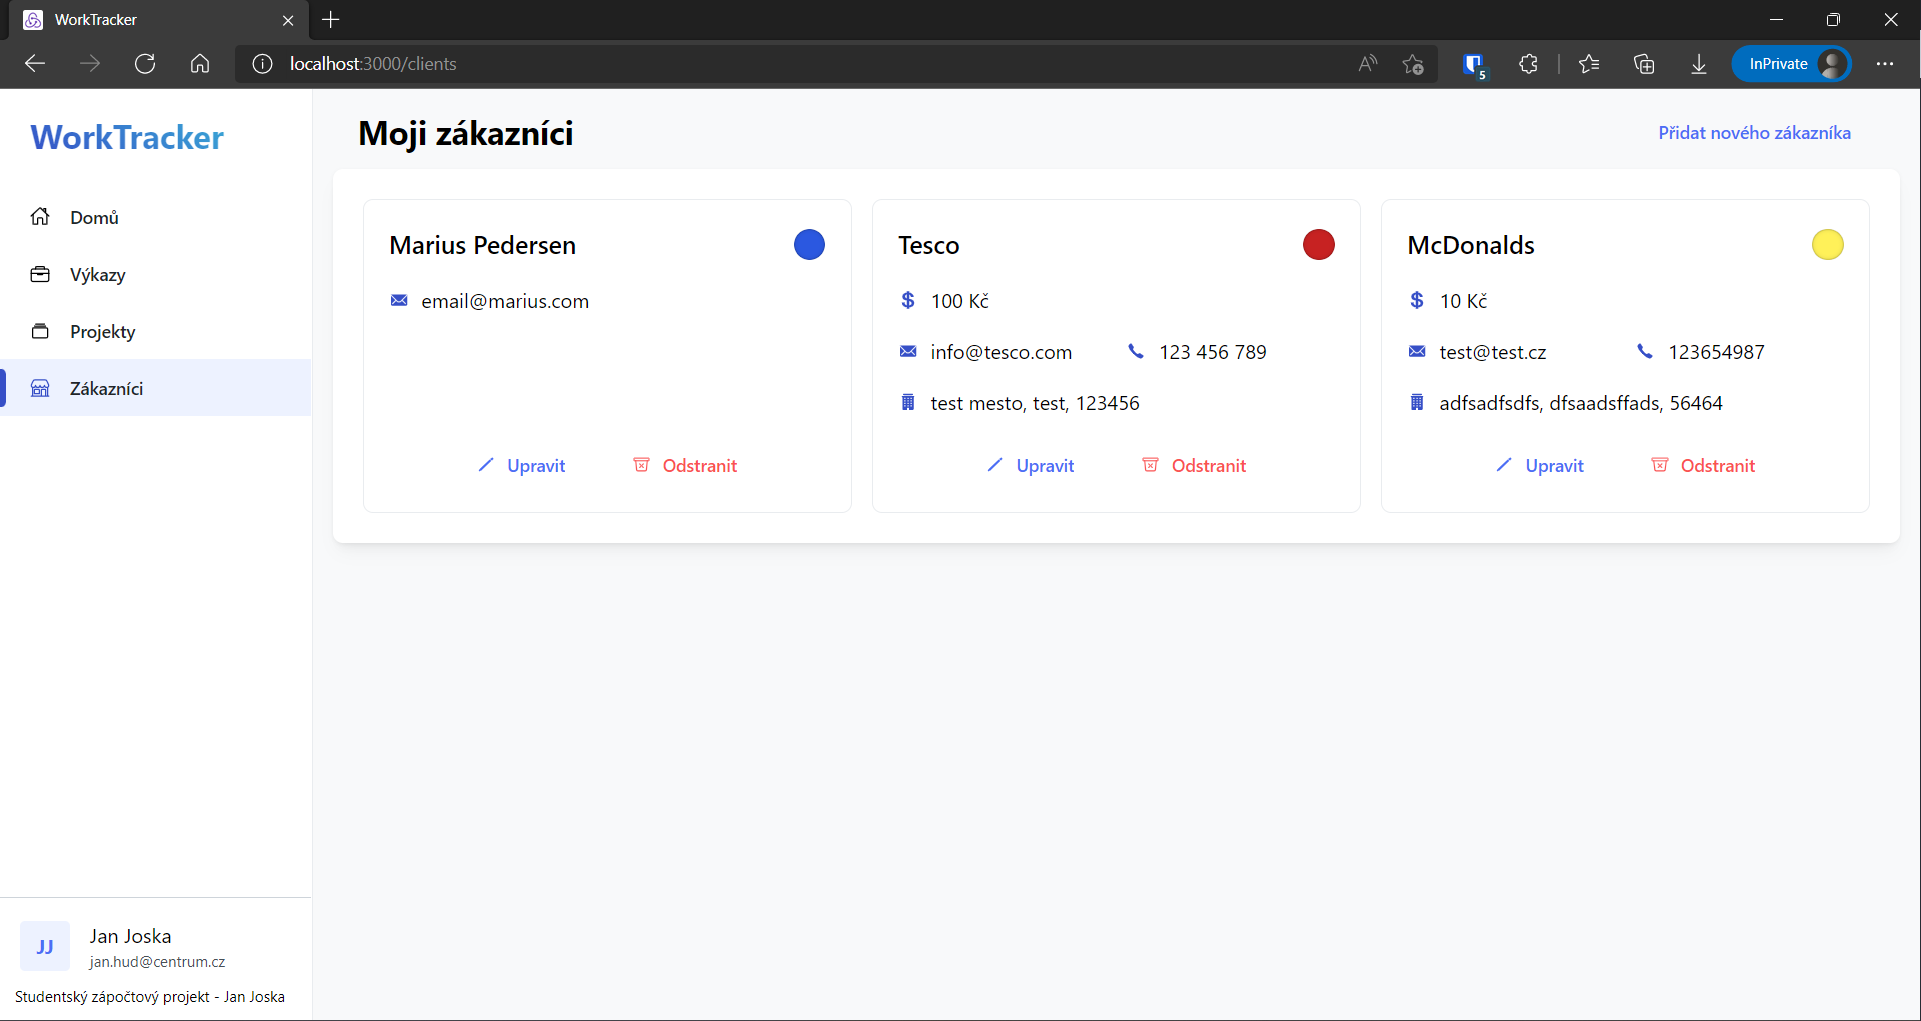 WorkTracker
localhost:3000/clients
5
InPrivate
WorkTracker
Domů
Výkazy
Projekty
Zákazníci
Moji zákazníci
Přidat nového zákazníka
Marius Pedersen
email@marius.com
Upravit Odstranit
Tesco
$ 100 Kč
info@tesco.com 123 456 789
test mesto, test, 123456
Upravit Odstranit
McDonalds
$ 10 Kč
test@test.cz 123654987
adfsadfsdfs, dfsaadsffads, 56464
Upravit Odstranit
JJ
Jan Joska
jan.hud@centrum.cz
Studentský zápočtový projekt - Jan Joska